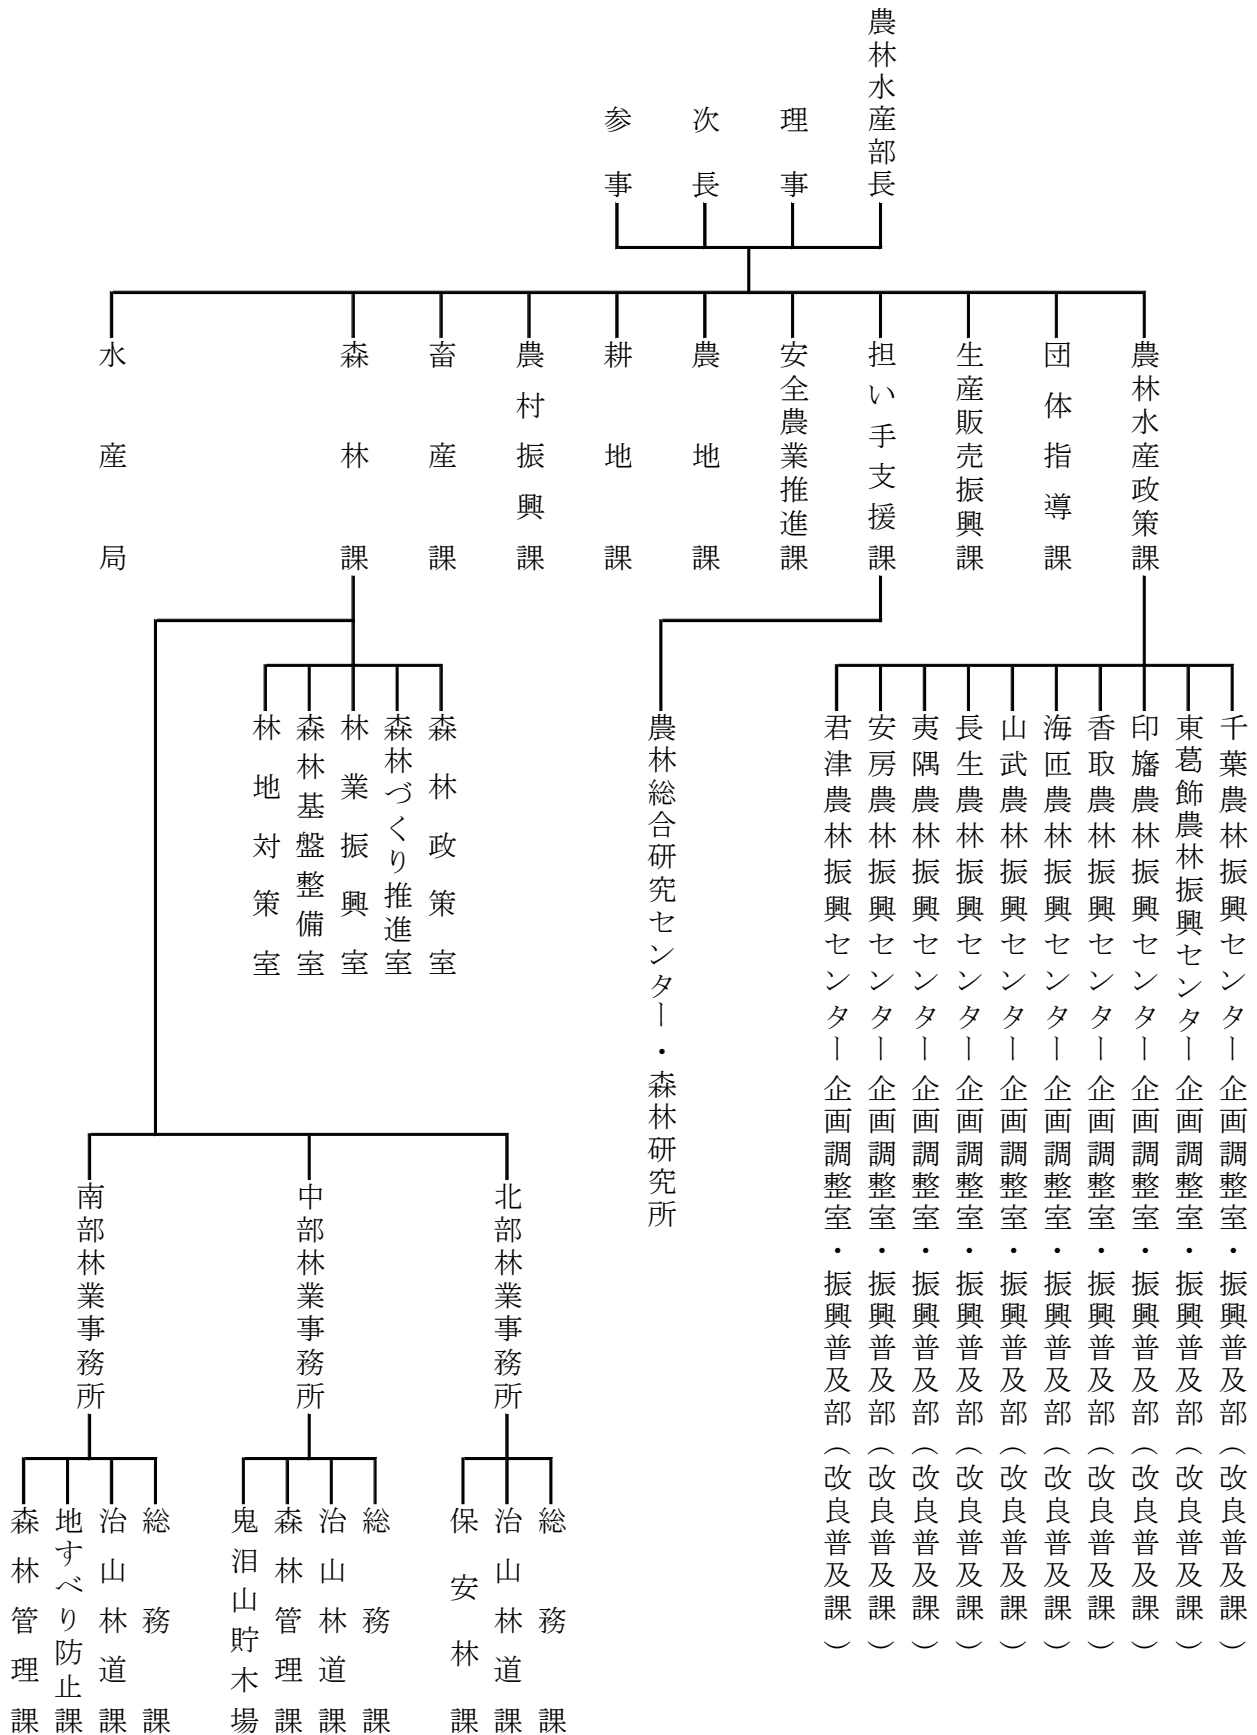 農林水産部長
理事
次長
参事
農林水産政策課
団体指導課
生産販売振興課
担い手支援課
安全農業推進課
農地課
耕地課
農村振興課
畜産課
森林課
水産局
千葉農林振興センター企画調整室・振興普及部（改良普及課）
東葛飾農林振興センター企画調整室・振興普及部（改良普及課）
印旛農林振興センター企画調整室・振興普及部（改良普及課）
香取農林振興センター企画調整室・振興普及部（改良普及課）
海匝農林振興センター企画調整室・振興普及部（改良普及課）
山武農林振興センター企画調整室・振興普及部（改良普及課）
長生農林振興センター企画調整室・振興普及部（改良普及課）
夷隅農林振興センター企画調整室・振興普及部（改良普及課）
安房農林振興センター企画調整室・振興普及部（改良普及課）
君津農林振興センター企画調整室・振興普及部（改良普及課）
農林総合研究センター・森林研究所
森林政策室
森林づくり推進室
林業振興室
森林基盤整備室
林地対策室
北部林業事務所
中部林業事務所
南部林業事務所
総務課
治山林道課
保安林課
総務課
治山林道課
森林管理課
鬼泪山貯木場
総務課
治山林道課
地すべり防止課
森林管理課